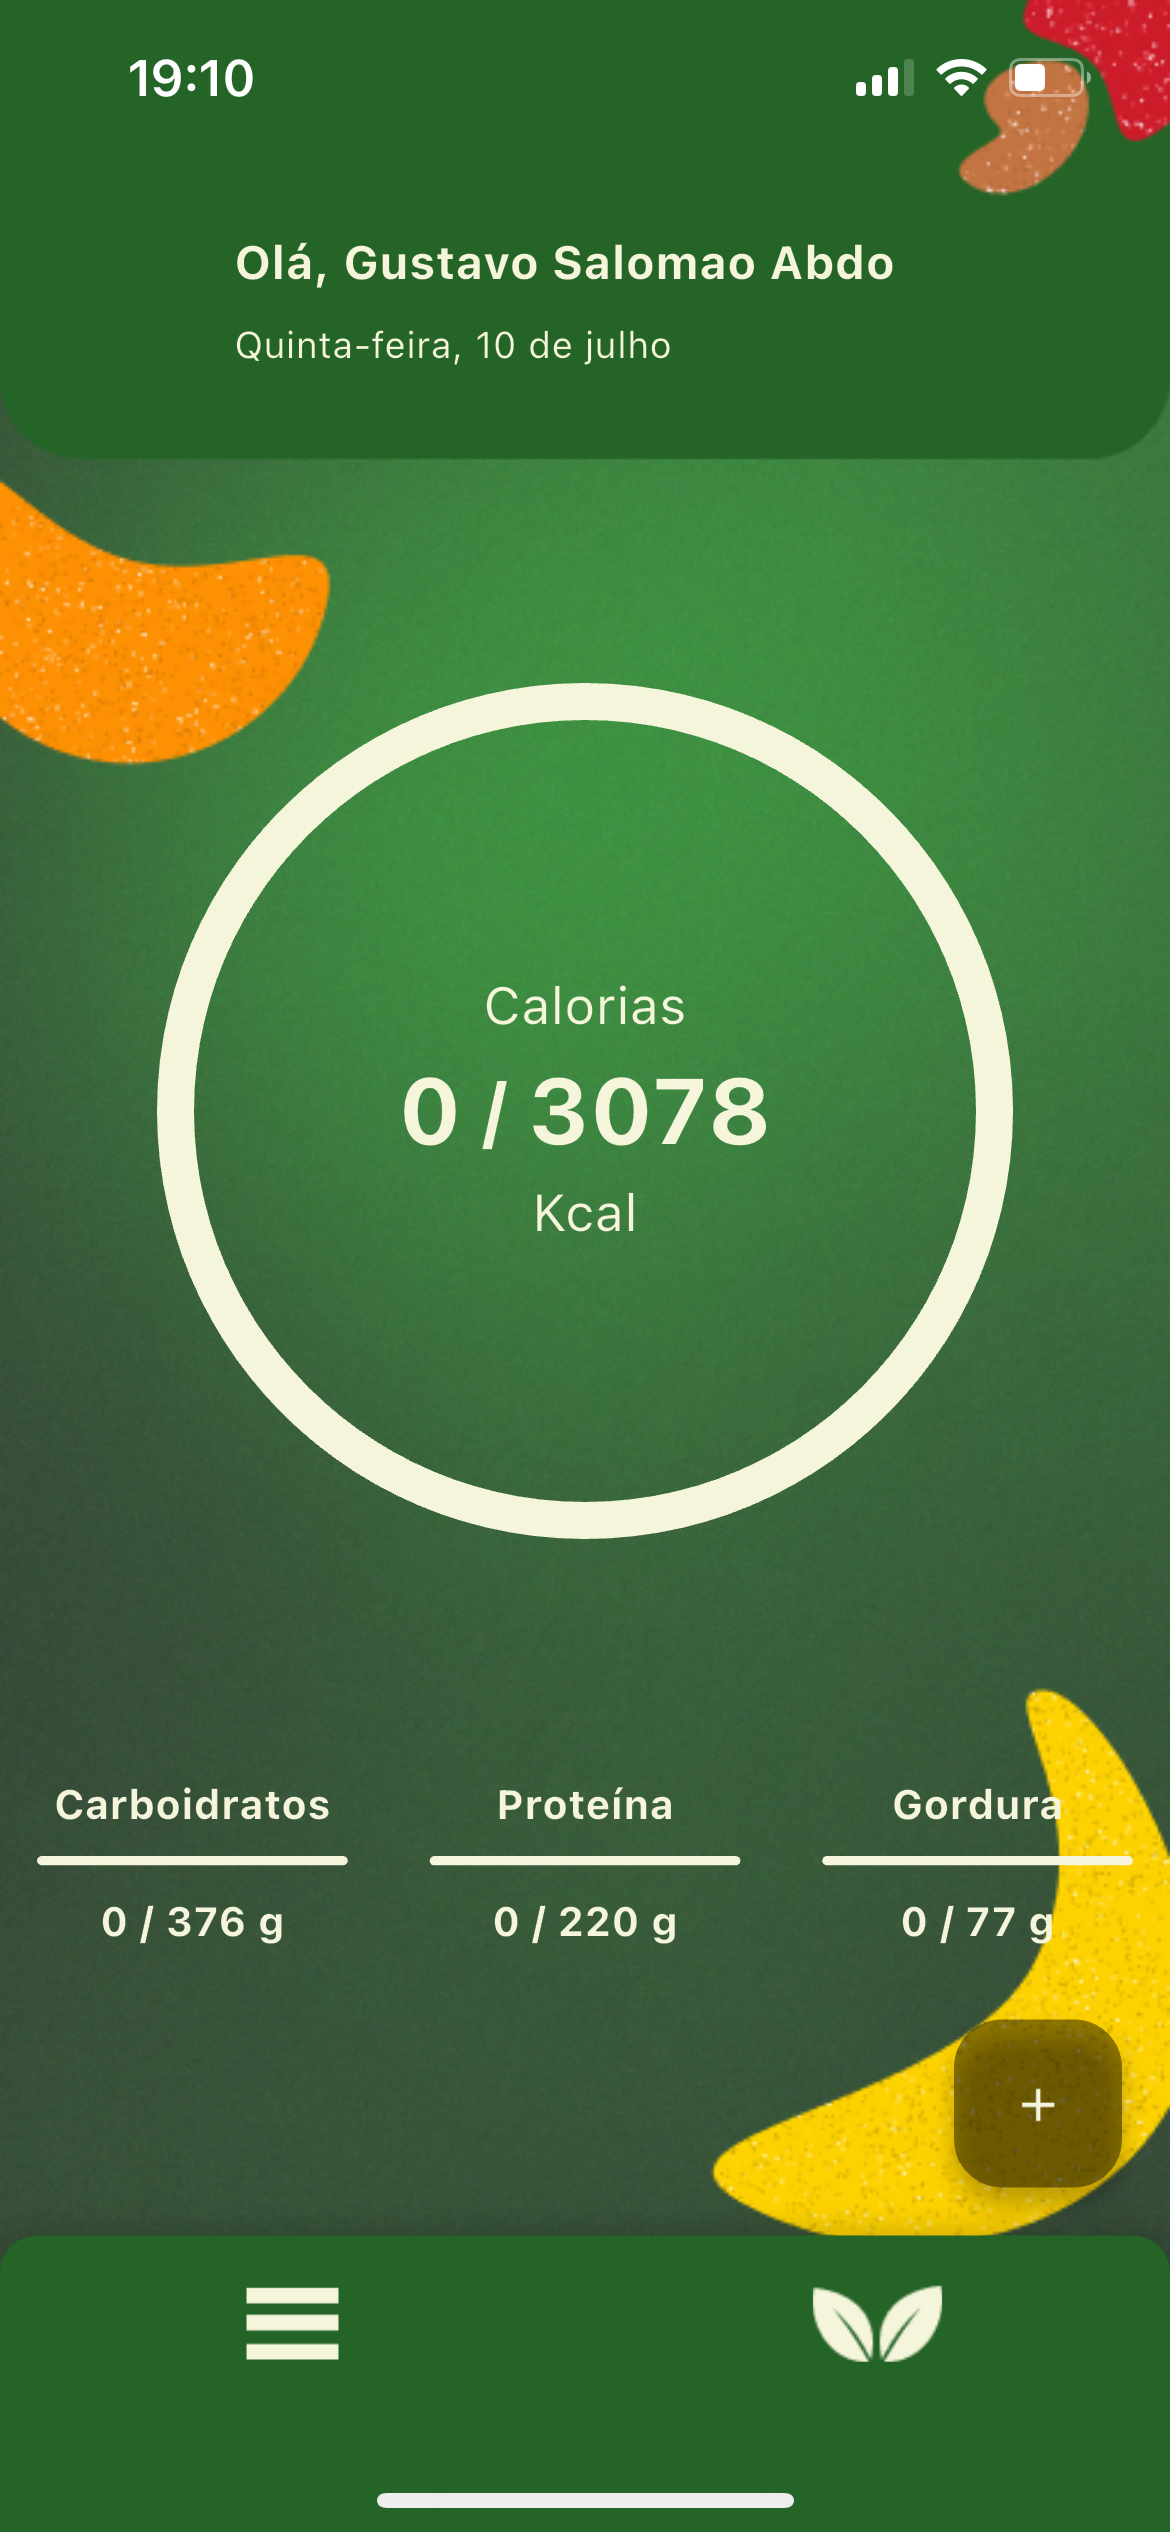 19:10
Olá, Gustavo Salomao Abdo
Quinta-feira, 10 de julho
Calorias
0 / 3078
Kcal
Carboidratos
0 / 376 g
Proteína
0 / 220 g
Gordura
0 / 77 g
+